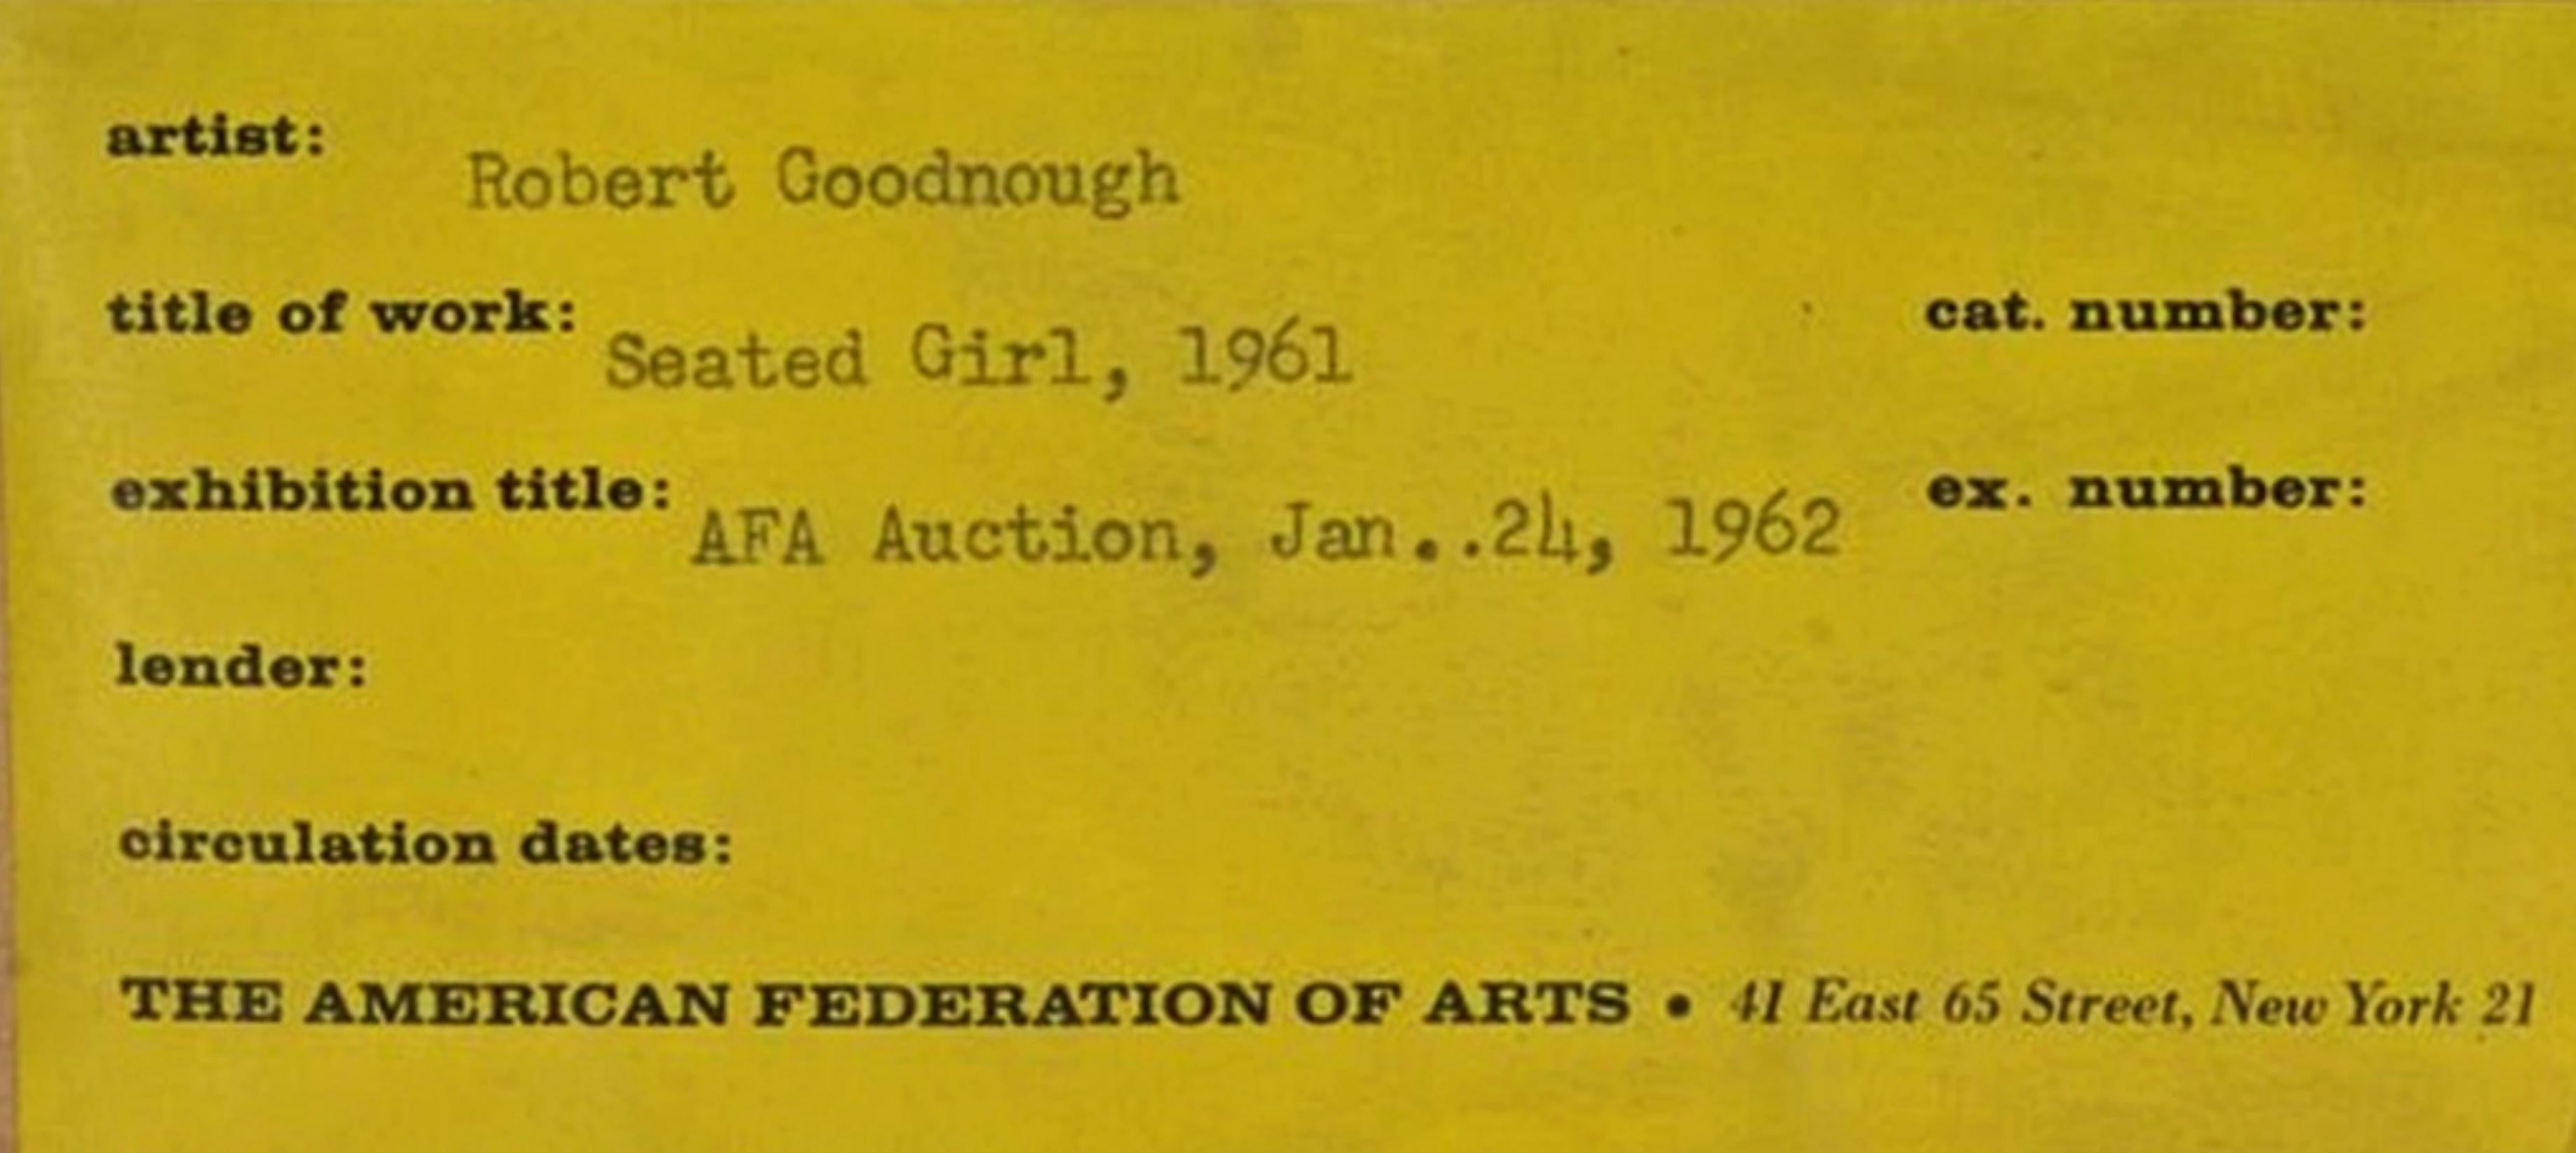 artist: Robert Goodnough
title of work: Seated Girl, 1961 cat. number:
exhibition title: AFA Auction, Jan..24, 1962 ex. number:
lender:
circulation dates:
THE AMERICAN FEDERATION OF ARTS • 41 East 65 Street, New York 21